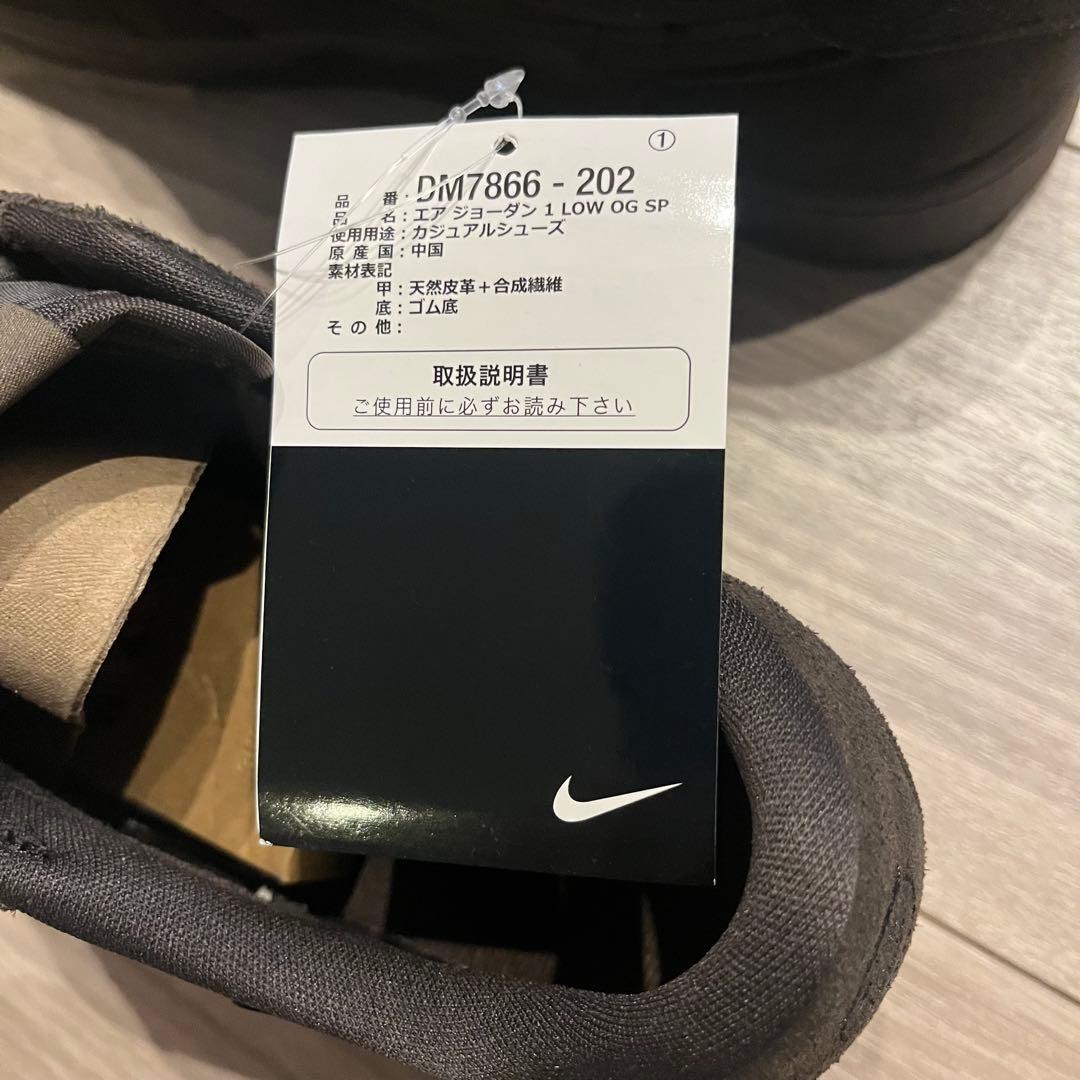 ①
品 番 : DM7866 - 202
品 名 : エア ジョーダン 1 LOW OG SP
使用用途 : カジュアルシューズ
原 産 国 : 中国
素材表記
甲 : 天然皮革+合成繊維
底 : ゴム底
そ の 他 :
取扱説明書
ご使用前に必ずお読み下さい